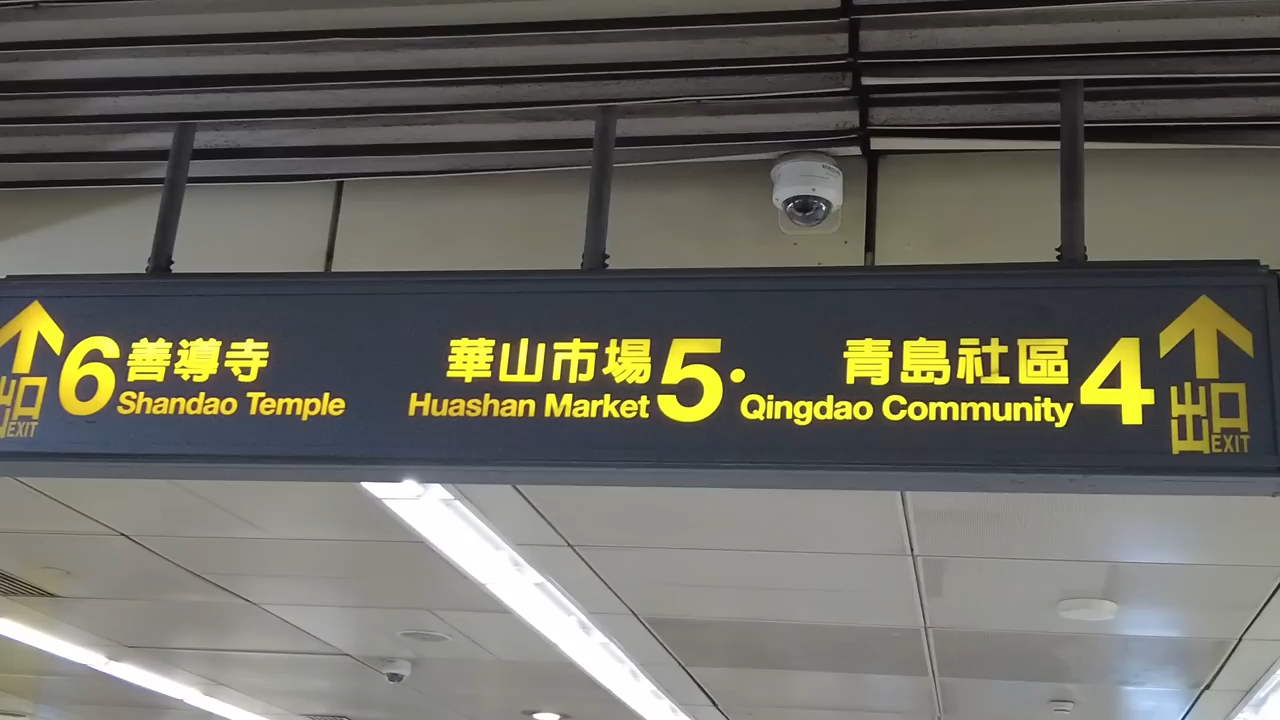 出口
EXIT
6
善導寺
Shandao Temple
華山市場
Huashan Market
5·
青島社區
Qingdao Community
4
出口
EXIT